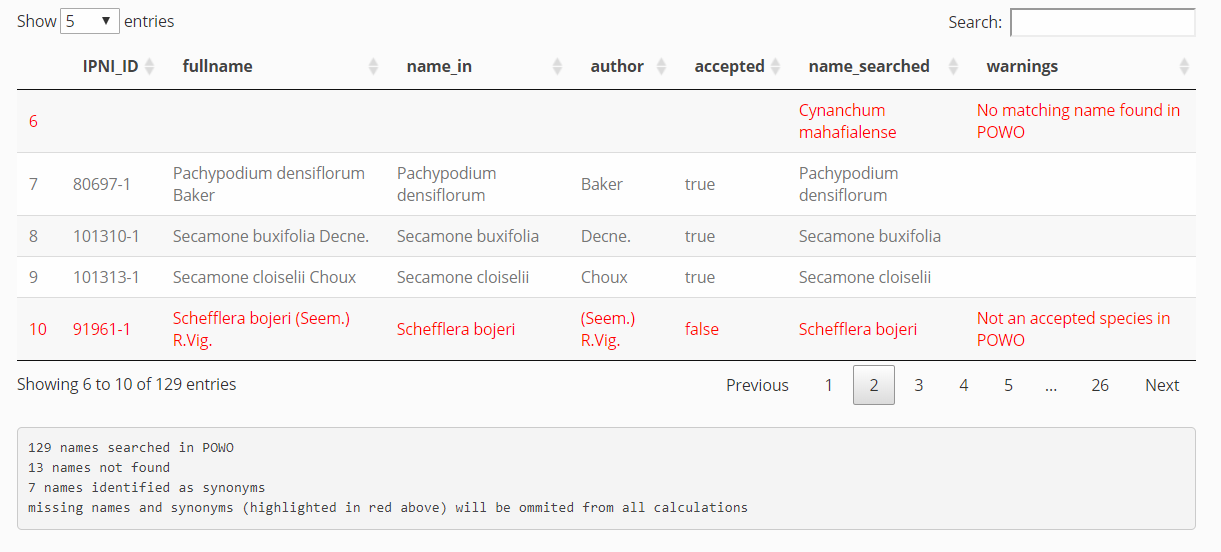 Show 5 entries Search:
IPNI_ID fullname name_in author accepted name_searched warnings
6 Cynanchum mahafialense No matching name found in POWO
7 80697-1 Pachypodium densiflorum Baker Pachypodium densiflorum Baker true Pachypodium densiflorum
8 101310-1 Secamone buxifolia Decne. Secamone buxifolia Decne. true Secamone buxifolia
9 101313-1 Secamone cloiselii Choux Secamone cloiselii Choux true Secamone cloiselii
10 91961-1 Schefflera bojeri (Seem.) R.Vig. Schefflera bojeri (Seem.) R.Vig. false Schefflera bojeri Not an accepted species in POWO
Showing 6 to 10 of 129 entries Previous 1 2 3 4 5 ... 26 Next
129 names searched in POWO
13 names not found
7 names identified as synonyms
missing names and synonyms (highlighted in red above) will be ommited from all calculations